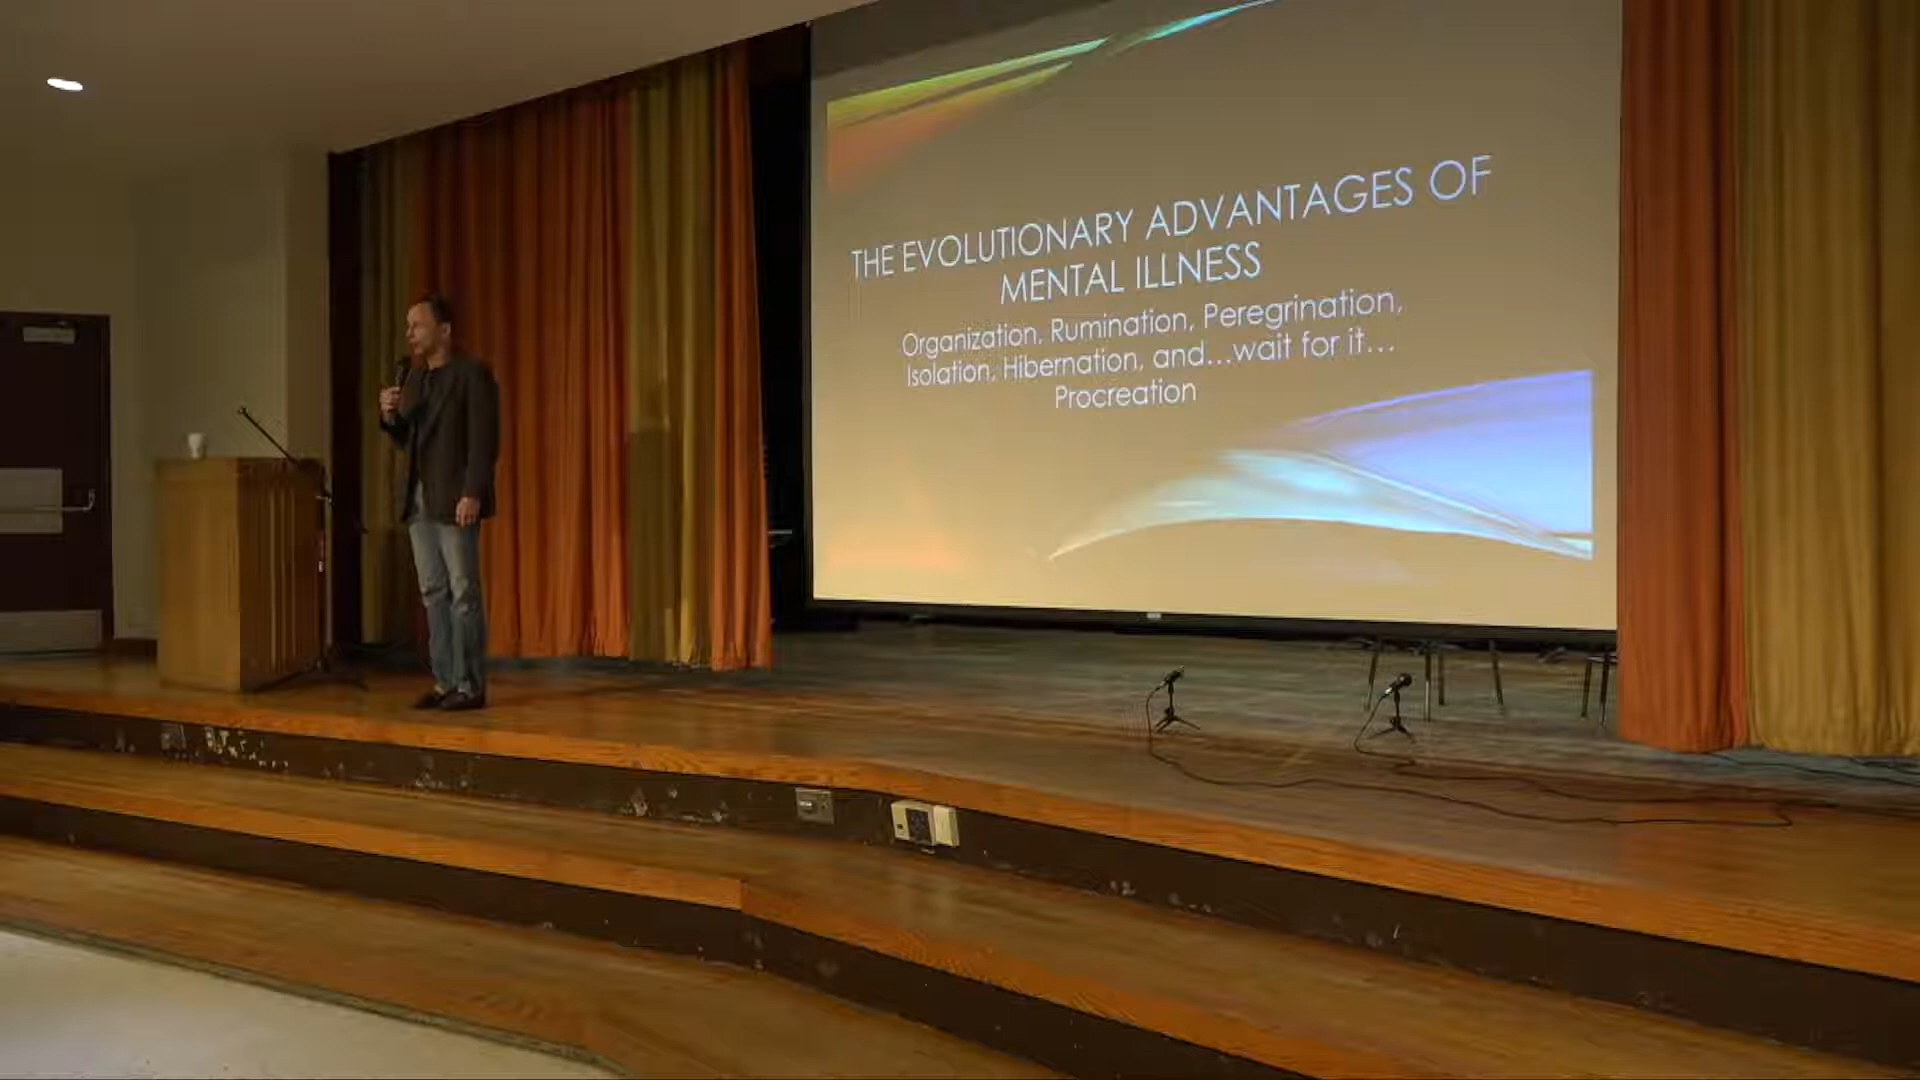 THE EVOLUTIONARY ADVANTAGES OF
MENTAL ILLNESS
Organization, Rumination, Peregrination,
Isolation, Hibernation, and...wait for it...
Procreation